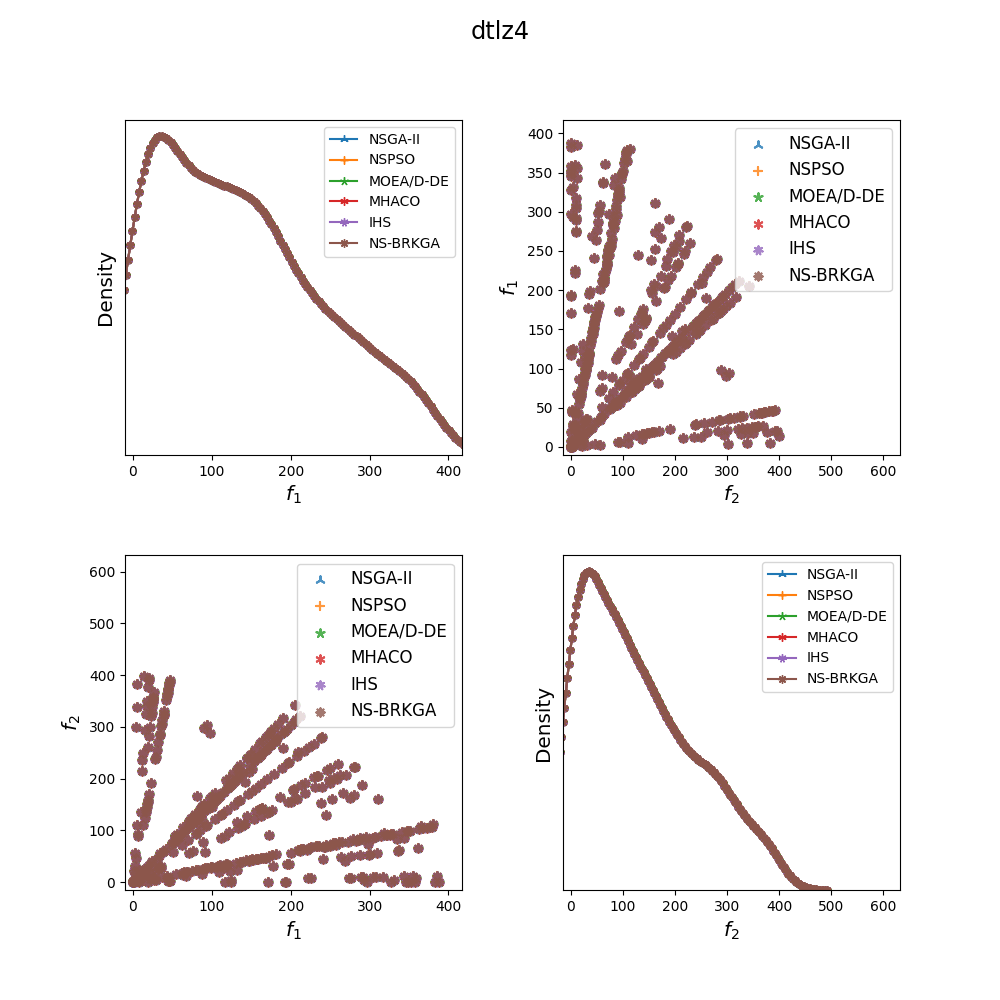 dtlz4
Density
NSGA-II
NSPSO
MOEA/D-DE
MHACO
IHS
NS-BRKGA
0 100 200 300 400
f1
f1
400
350
300
250
200
150
100
50
0
NSGA-II
NSPSO
MOEA/D-DE
MHACO
IHS
NS-BRKGA
0 100 200 300 400 500 600
f2
f2
600
500
400
300
200
100
0
NSGA-II
NSPSO
MOEA/D-DE
MHACO
IHS
NS-BRKGA
0 100 200 300 400
f1
Density
NSGA-II
NSPSO
MOEA/D-DE
MHACO
IHS
NS-BRKGA
0 100 200 300 400 500 600
f2